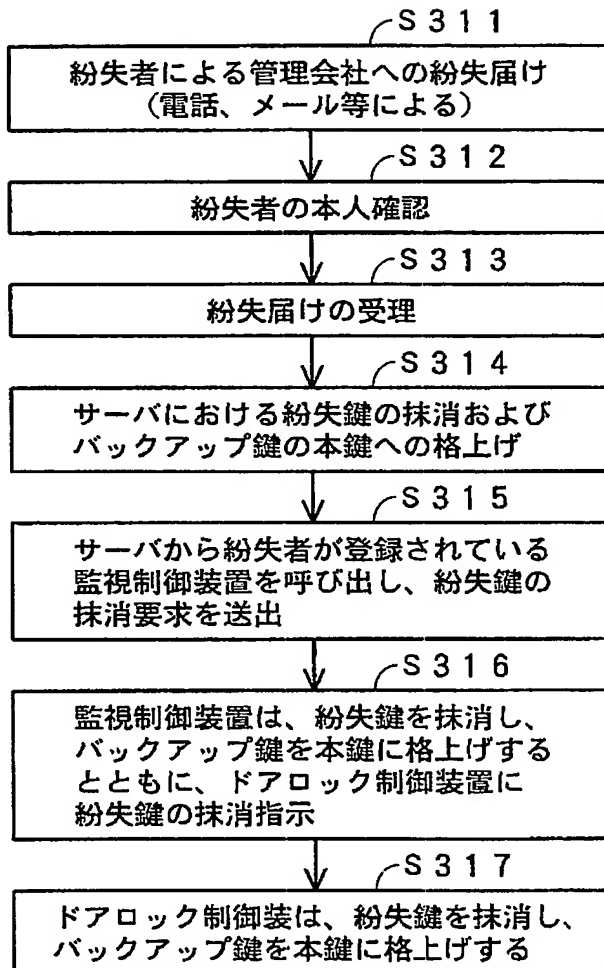 S311
紛失者による管理会社への紛失届け
(電話、メール等による)
S312
紛失者の本人確認
S313
紛失届けの受理
S314
サーバにおける紛失鍵の抹消および
バックアップ鍵の本鍵への格上げ
S315
サーバから紛失者が登録されている
監視制御装置を呼び出し、紛失鍵の
抹消要求を送出
S316
監視制御装置は、紛失鍵を抹消し、
バックアップ鍵を本鍵に格上げする
とともに、ドアロック制御装置に
紛失鍵の抹消指示
S317
ドアロック制御装は、紛失鍵を抹消し、
バックアップ鍵を本鍵に格上げする